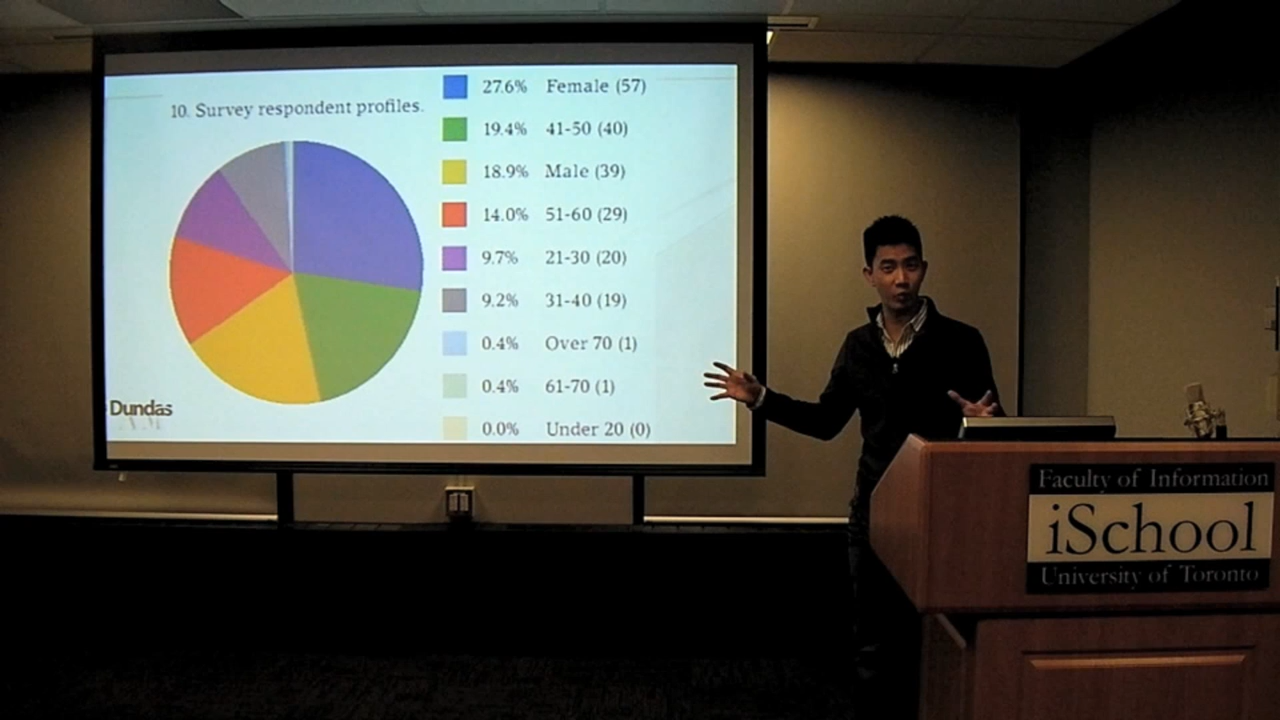 10. Survey respondent profiles.
27.6% Female (57)
19.4% 41-50 (40)
18.9% Male (39)
14.0% 51-60 (29)
9.7% 21-30 (20)
9.2% 31-40 (19)
0.4% Over 70 (1)
0.4% 61-70 (1)
0.0% Under 20 (0)
Dundas
Faculty of Information
iSchool
University of Toronto